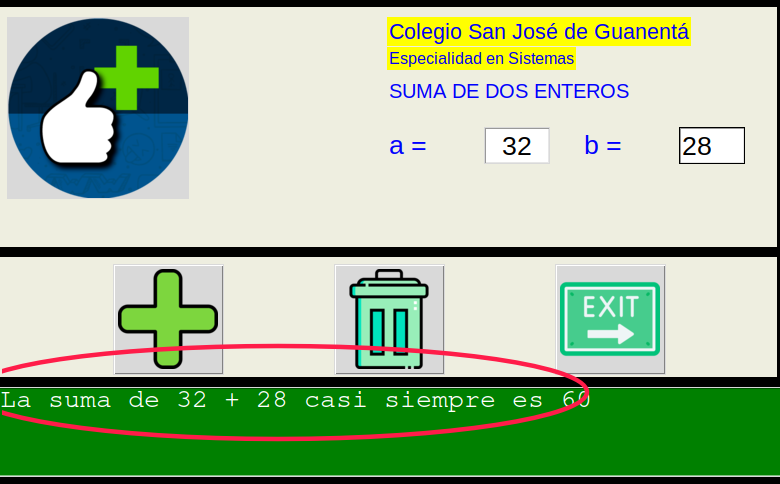 Colegio San José de Guanentá
Especialidad en Sistemas
SUMA DE DOS ENTEROS
a = 32 b = 28
EXIT
La suma de 32 + 28 casi siempre es 60